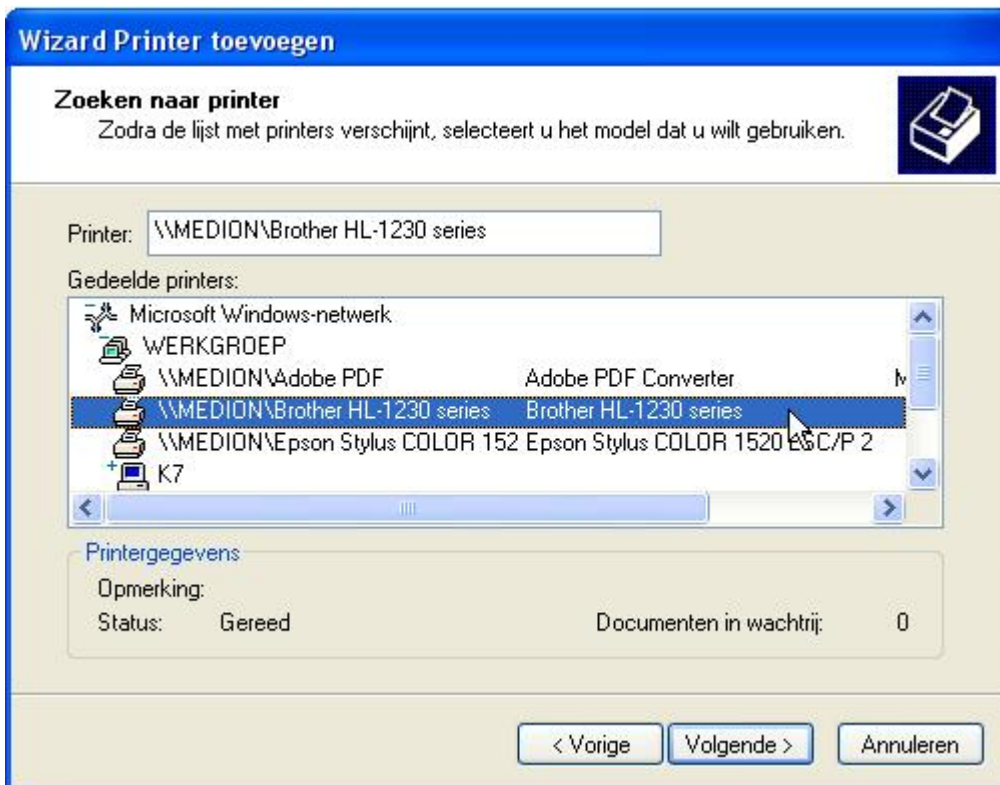 Wizard Printer toevoegen
Zoeken naar printer
Zodra de lijst met printers verschijnt, selecteert u het model dat u wilt gebruiken.
Printer: \\MEDION\Brother HL-1230 series
Gedeelde printers:
Microsoft Windows-netwerk
WERKGROEP
\\MEDION\Adobe PDF Adobe PDF Converter
\\MEDION\Brother HL-1230 series Brother HL-1230 series
\\MEDION\Epson Stylus COLOR 152 Epson Stylus COLOR 1520 ESC/P 2
K7
Printergegevens
Opmerking:
Status: Gereed Documenten in wachtrij: 0
< Vorige Volgende > Annuleren